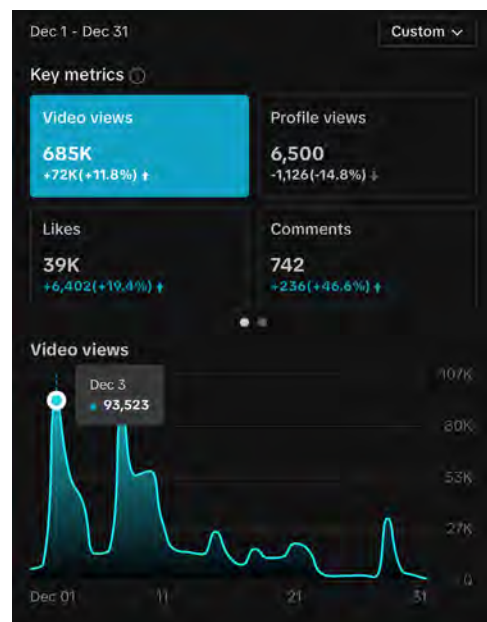 Dec 1 - Dec 31
Custom
Key metrics
Video views
685K
+72K(+11.8%)
Profile views
6,500
-1,126(-14.8%)
Likes
39K
+6,402(+19.4%)
Comments
742
+236(+46.6%)
Video views
Dec 3
93,523
107K
80K
53K
27K
0
Dec 01 11 21 31